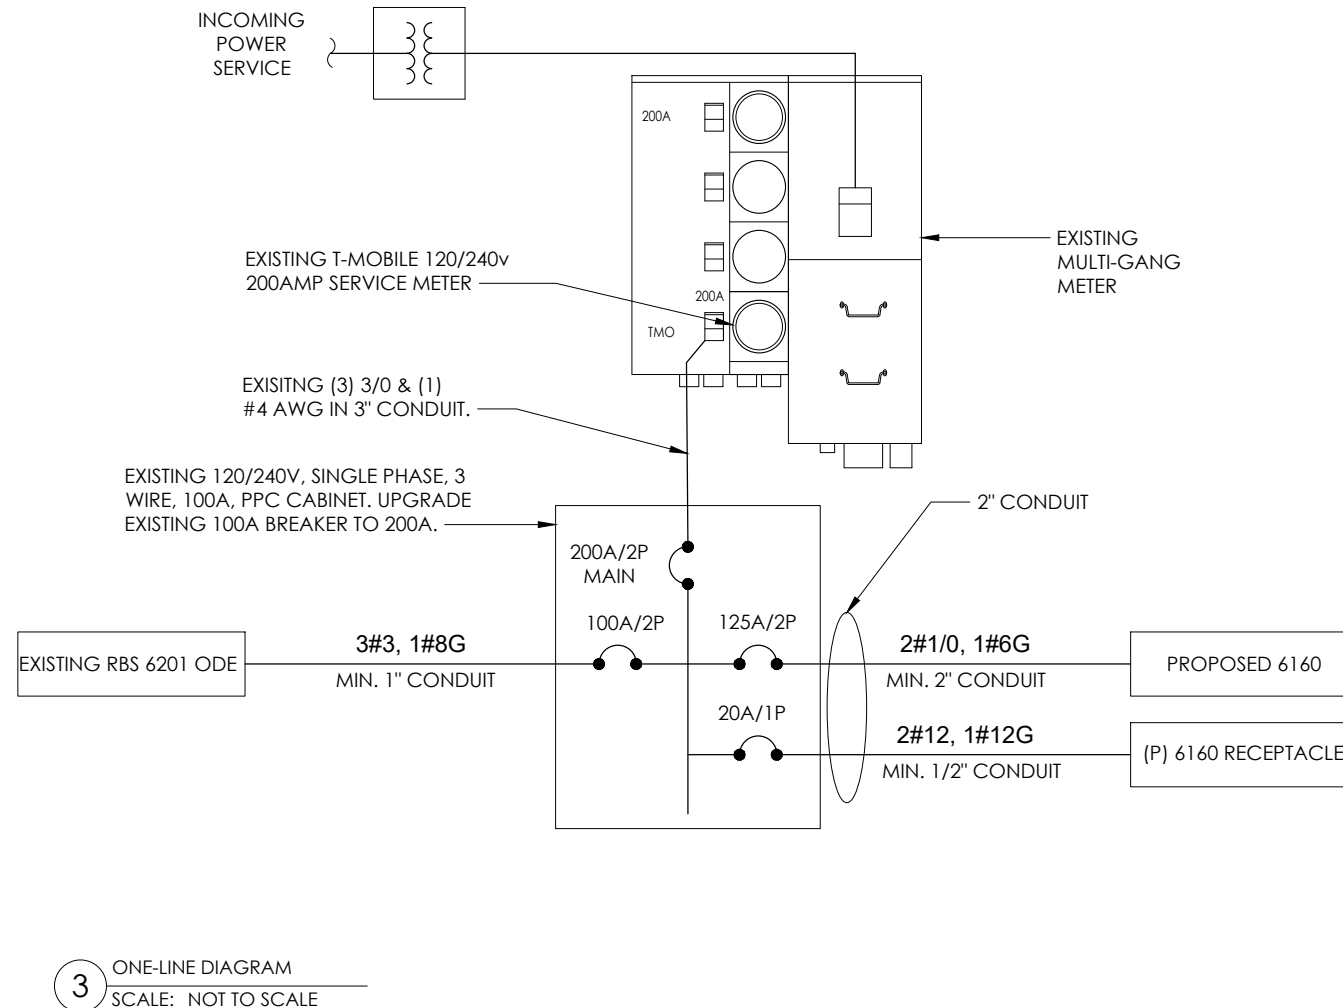 INCOMING
POWER
SERVICE
200A
EXISTING T-MOBILE 120/240v
200AMP SERVICE METER
EXISTING
MULTI-GANG
METER
200A
TMO
EXISITNG (3) 3/0 & (1)
#4 AWG IN 3" CONDUIT.
EXISTING 120/240V, SINGLE PHASE, 3
WIRE, 100A, PPC CABINET. UPGRADE
EXISTING 100A BREAKER TO 200A.
2" CONDUIT
200A/2P
MAIN
100A/2P
125A/2P
EXISTING RBS 6201 ODE
3#3, 1#8G
MIN. 1" CONDUIT
2#1/0, 1#6G
MIN. 2" CONDUIT
PROPOSED 6160
20A/1P
2#12, 1#12G
MIN. 1/2" CONDUIT
(P) 6160 RECEPTACLE
3
ONE-LINE DIAGRAM
SCALE: NOT TO SCALE